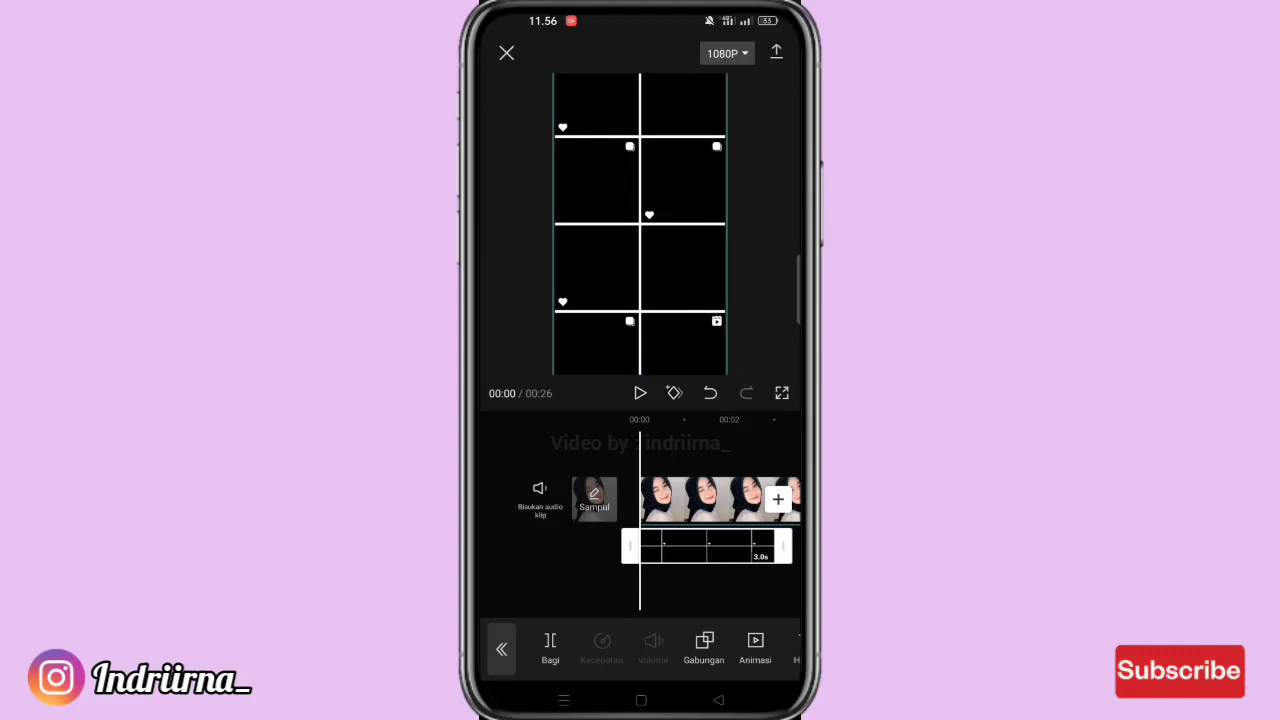 11.56
83
1080P
00:00 / 00:26
00:00
00:02
Video by : indriirna_
Bisukan audio
klip
Sampul
3.0s
Bagi
Kecepatan
Volume
Gabungan
Animasi
Indriirna_
Subscribe